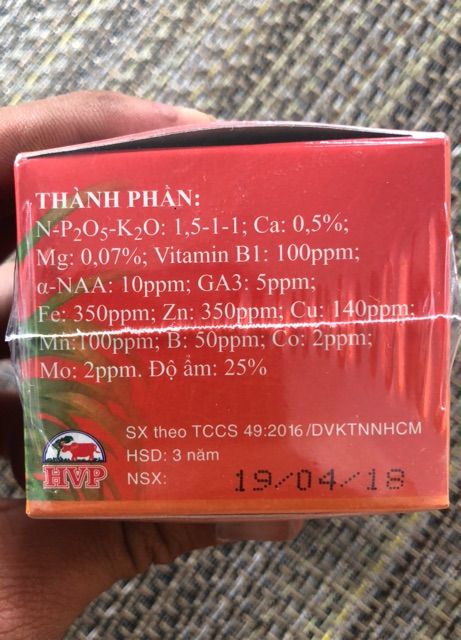 THÀNH PHẦN:
N-P₂O₅-K₂O: 1,5-1-1; Ca: 0,5%;
Mg: 0,07%; Vitamin B1: 100ppm;
α-NAA: 10ppm; GA3: 5ppm;
Fe: 350ppm; Zn: 350ppm; Cu: 140ppm;
Mn:100ppm; B: 50ppm; Co: 2ppm;
Mo: 2ppm. Độ ẩm: 25%
SX theo TCCS 49:2016/DVKTNNHCM
HSD: 3 năm
NSX: 19/04/18
HVP